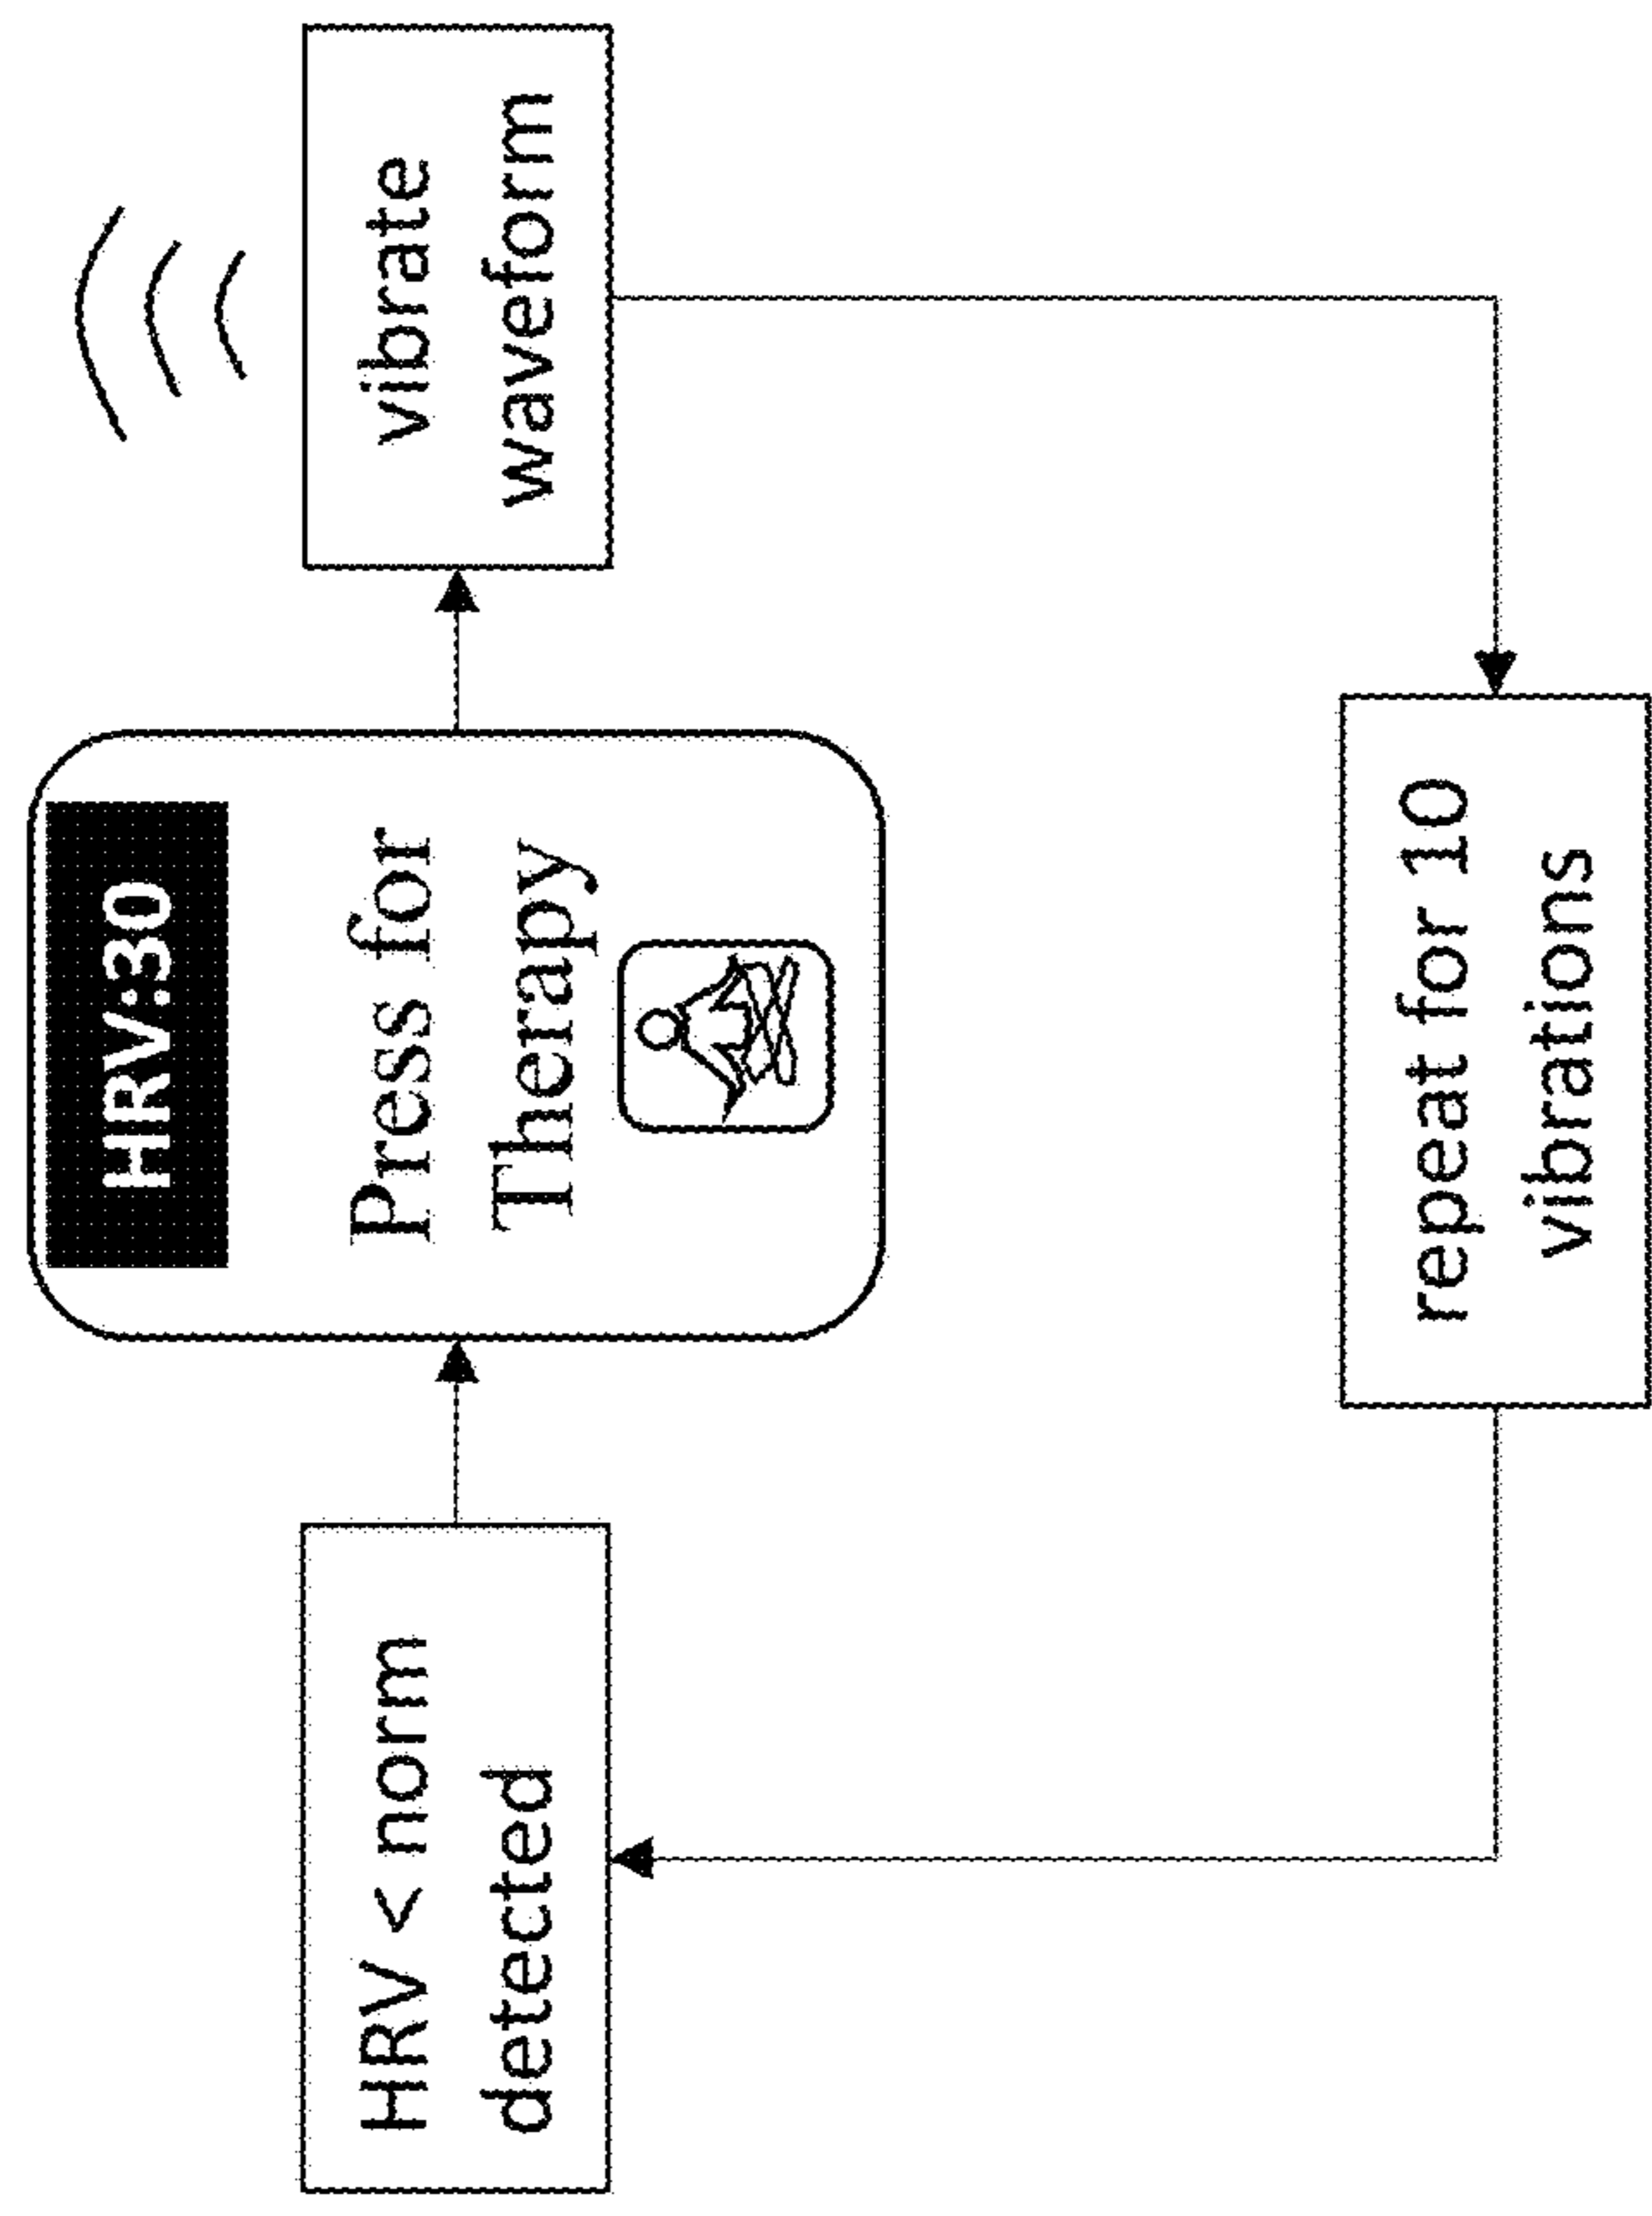 HRV < norm
detected
HRV:30
Press for
Therapy
vibrate
waveform
repeat for 10
vibrations